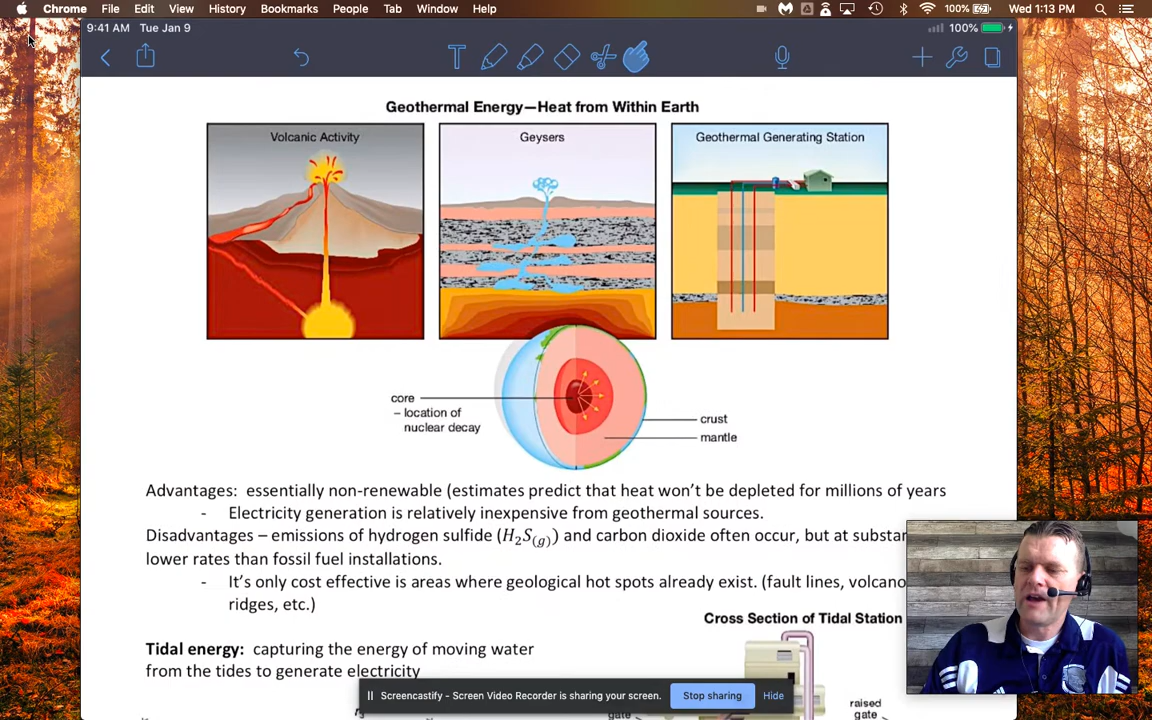 Chrome File Edit View History Bookmarks People Tab Window Help 100% Wed 1:13 PM
9:41 AM Tue Jan 9 100%
T
Geothermal Energy—Heat from Within Earth
Volcanic Activity Geysers Geothermal Generating Station
core
– location of
nuclear decay
crust
mantle
Advantages: essentially non-renewable (estimates predict that heat won't be depleted for millions of years
- Electricity generation is relatively inexpensive from geothermal sources.
Disadvantages – emissions of hydrogen sulfide (H₂S₍g₎) and carbon dioxide often occur, but at substan
lower rates than fossil fuel installations.
- It's only cost effective is areas where geological hot spots already exist. (fault lines, volcano
ridges, etc.)
Cross Section of Tidal Station
Tidal energy: capturing the energy of moving water
from the tides to generate electricity
Screencastify - Screen Video Recorder is sharing your screen. Stop sharing Hide
raised
gate
gate